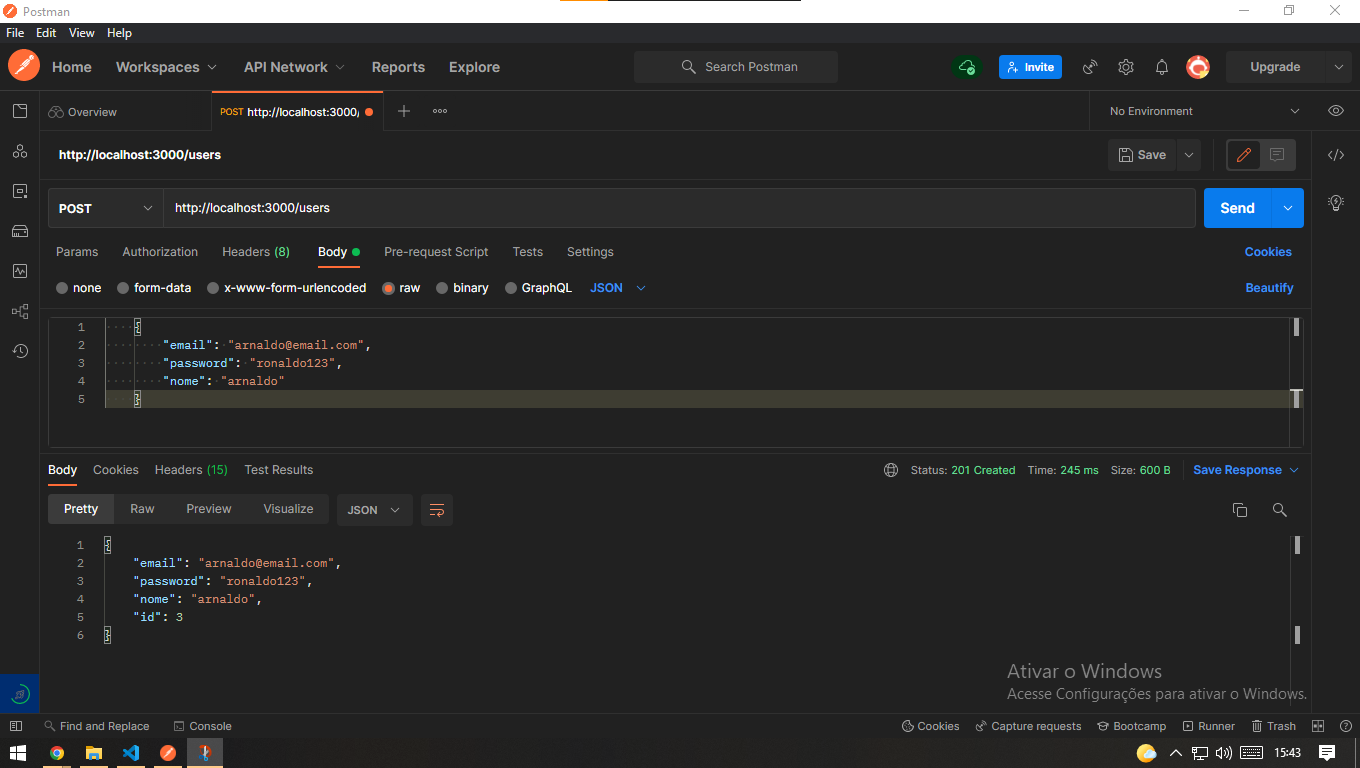 Postman
File Edit View Help
Home Workspaces API Network Reports Explore Search Postman Invite Upgrade
Overview POST http://localhost:3000/ No Environment
http://localhost:3000/users Save
POST http://localhost:3000/users Send
Params Authorization Headers (8) Body Pre-request Script Tests Settings Cookies
none form-data x-www-form-urlencoded raw binary GraphQL JSON Beautify
1 {
2 "email": "arnaldo@email.com",
3 "password": "ronaldo123",
4 "nome": "arnaldo"
5 }
Body Cookies Headers (15) Test Results Status: 201 Created Time: 245 ms Size: 600 B Save Response
Pretty Raw Preview Visualize JSON
1 {
2 "email": "arnaldo@email.com",
3 "password": "ronaldo123",
4 "nome": "arnaldo",
5 "id": 3
6 }
Ativar o Windows
Acesse Configurações para ativar o Windows.
Find and Replace Console Cookies Capture requests Bootcamp Runner Trash
15:43